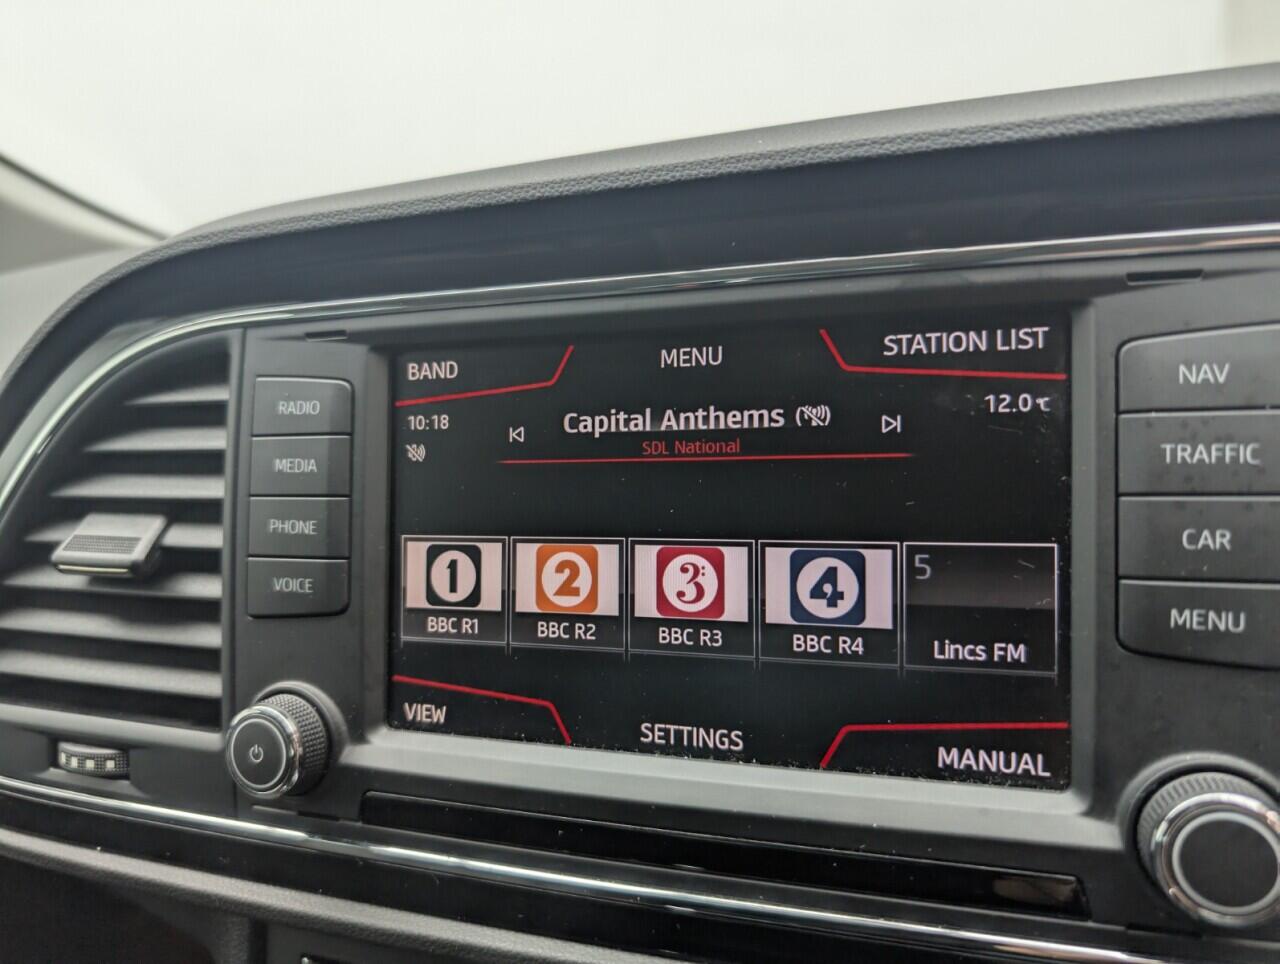 BAND
MENU
STATION LIST
10:18
Capital Anthems
12.0℃
SDL National
1
2
3:
4
5
BBC R1
BBC R2
BBC R3
BBC R4
Lincs FM
VIEW
SETTINGS
MANUAL
RADIO
MEDIA
PHONE
VOICE
NAV
TRAFFIC
CAR
MENU